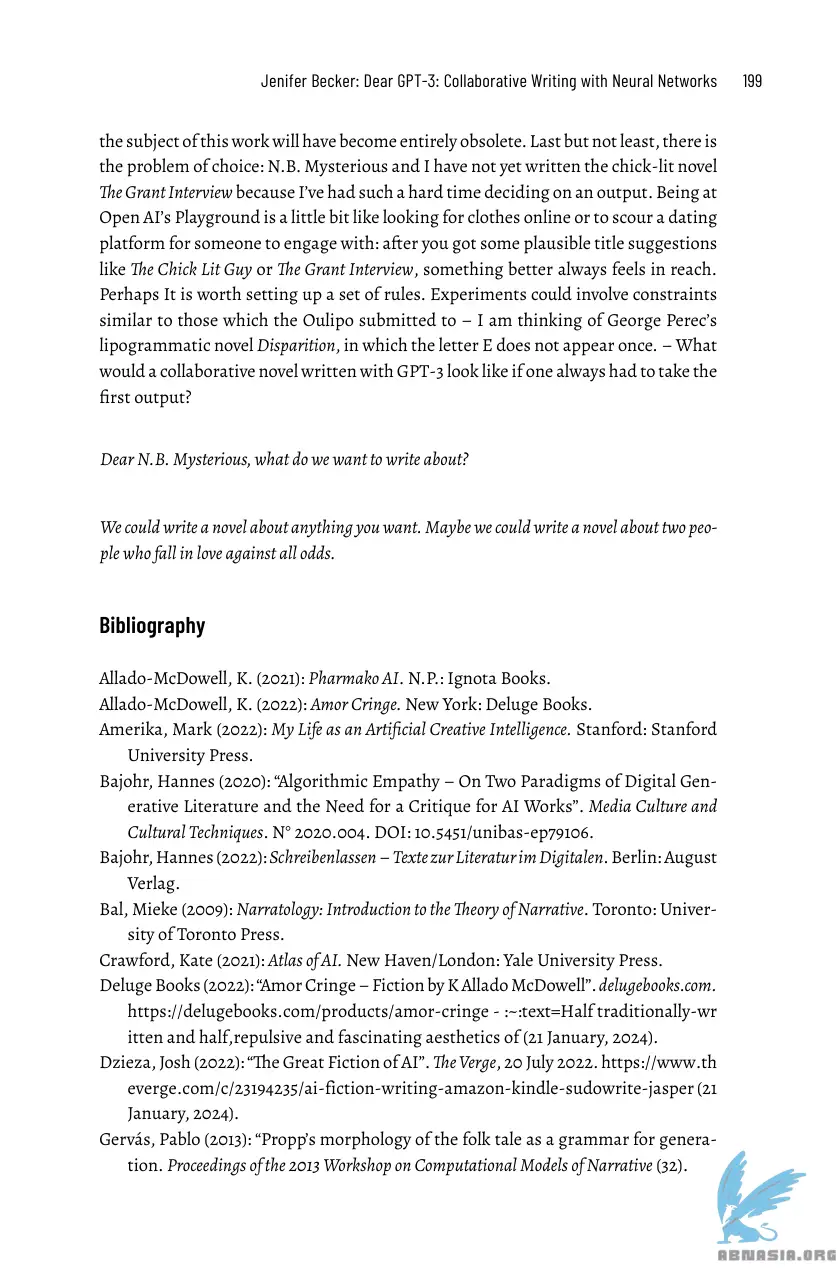 Jenifer Becker: Dear GPT-3: Collaborative Writing with Neural Networks 199
the subject of this work will have become entirely obsolete. Last but not least, there is
the problem of choice: N.B. Mysterious and I have not yet written the chick-lit novel
The Grant Interview because I’ve had such a hard time deciding on an output. Being at
Open AI’s Playground is a little bit like looking for clothes online or to scour a dating
platform for someone to engage with: after you got some plausible title suggestions
like The Chick Lit Guy or The Grant Interview, something better always feels in reach.
Perhaps It is worth setting up a set of rules. Experiments could involve constraints
similar to those which the Oulipo submitted to – I am thinking of George Perec’s
lipogrammatic novel Disparition, in which the letter E does not appear once. – What
would a collaborative novel written with GPT-3 look like if one always had to take the
first output?
Dear N.B. Mysterious, what do we want to write about?
We could write a novel about anything you want. Maybe we could write a novel about two peo-
ple who fall in love against all odds.
Bibliography
Allado-McDowell, K. (2021): Pharmako AI. N.P.: Ignota Books.
Allado-McDowell, K. (2022): Amor Cringe. New York: Deluge Books.
Amerika, Mark (2022): My Life as an Artificial Creative Intelligence. Stanford: Stanford
University Press.
Bajohr, Hannes (2020): “Algorithmic Empathy – On Two Paradigms of Digital Gen-
erative Literature and the Need for a Critique for AI Works”. Media Culture and
Cultural Techniques. N° 2020.004. DOI: 10.5451/unibas-ep79106.
Bajohr, Hannes (2022): Schreibenlassen – Texte zur Literatur im Digitalen. Berlin: August
Verlag.
Bal, Mieke (2009): Narratology: Introduction to the Theory of Narrative. Toronto: Univer-
sity of Toronto Press.
Crawford, Kate (2021): Atlas of AI. New Haven/London: Yale University Press.
Deluge Books (2022): “Amor Cringe – Fiction by K Allado McDowell”. delugebooks.com.
https://delugebooks.com/products/amor-cringe - :~:text=Half traditionally-wr
itten and half,repulsive and fascinating aesthetics of (21 January, 2024).
Dzieza, Josh (2022): “The Great Fiction of AI”. The Verge, 20 July 2022. https://www.th
everge.com/c/23194235/ai-fiction-writing-amazon-kindle-sudowrite-jasper (21
January, 2024).
Gervás, Pablo (2013): “Propp’s morphology of the folk tale as a grammar for genera-
tion. Proceedings of the 2013 Workshop on Computational Models of Narrative (32).
ABNASIA.ORG